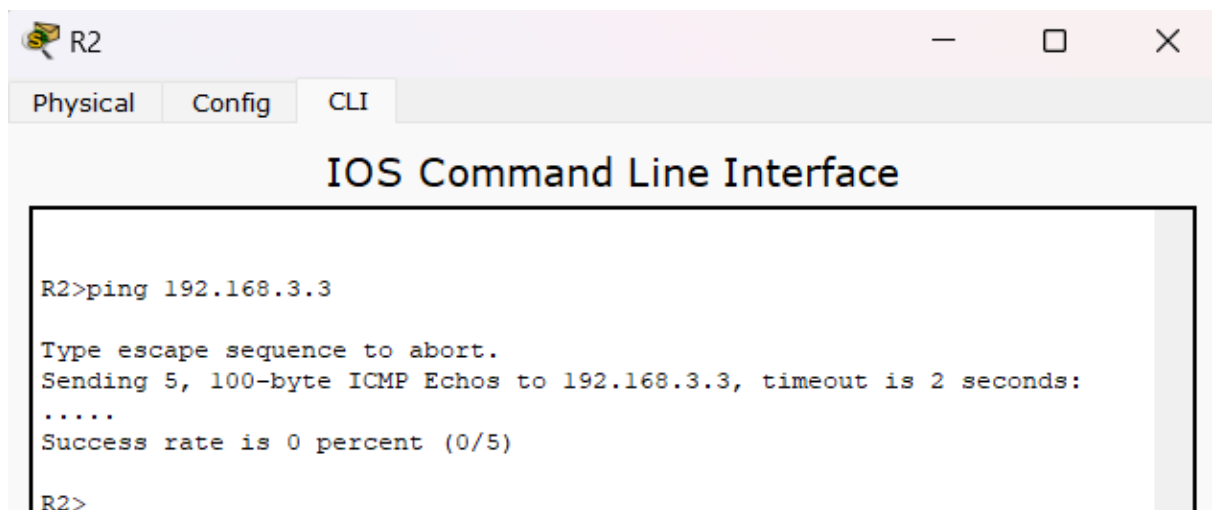 R2
Physical Config CLI
IOS Command Line Interface
R2>ping 192.168.3.3
Type escape sequence to abort.
Sending 5, 100-byte ICMP Echos to 192.168.3.3, timeout is 2 seconds:
.....
Success rate is 0 percent (0/5)
R2>